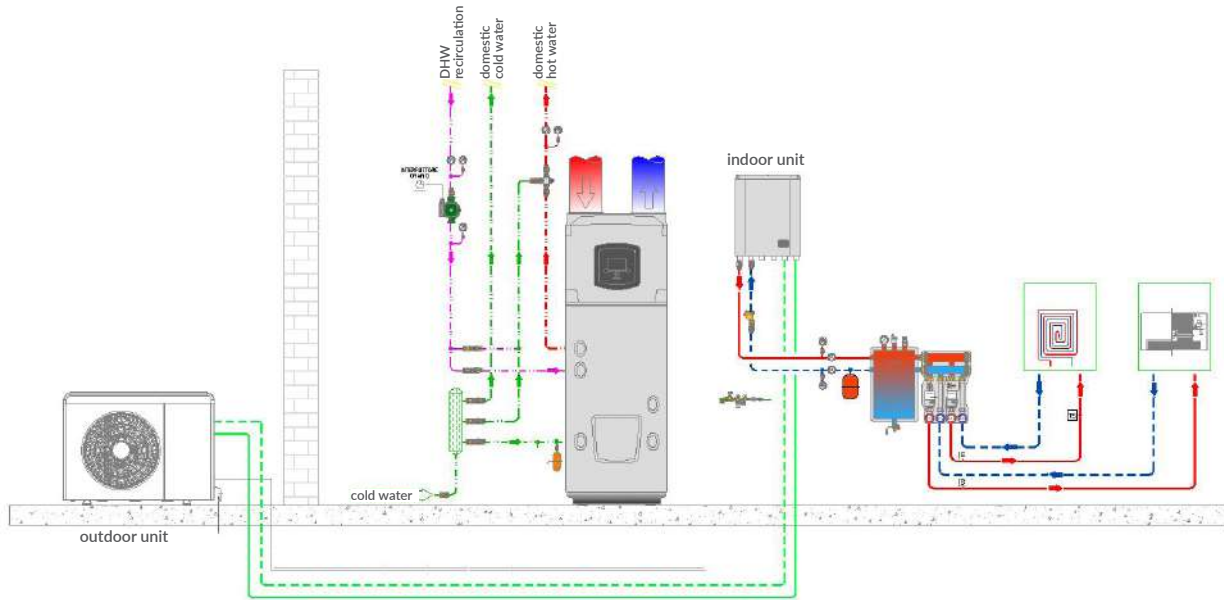 DHW
recirculation
domestic
cold water
domestic
hot water
indoor unit
cold water
outdoor unit